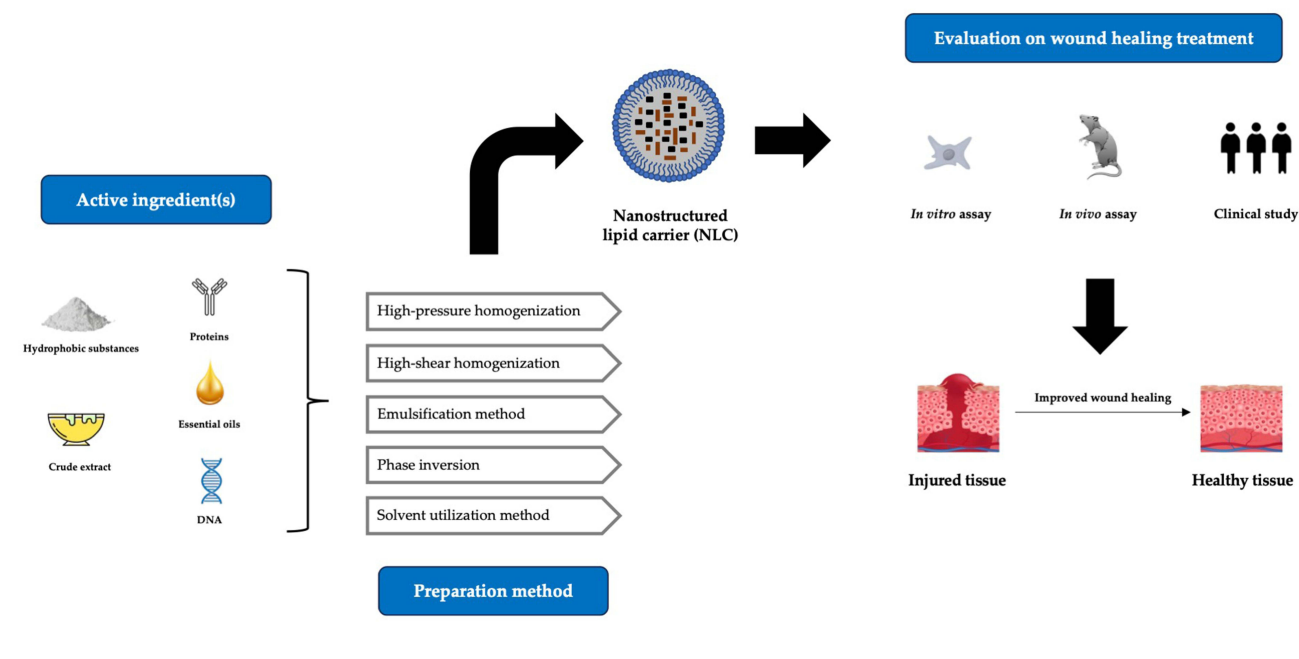 Active ingredient(s)
Hydrophobic substances
Proteins
Essential oils
Crude extract
DNA
High-pressure homogenization
High-shear homogenization
Emulsification method
Phase inversion
Solvent utilization method
Preparation method
Nanostructured
lipid carrier (NLC)
Evaluation on wound healing treatment
In vitro assay
In vivo assay
Clinical study
Improved wound healing
Injured tissue
Healthy tissue